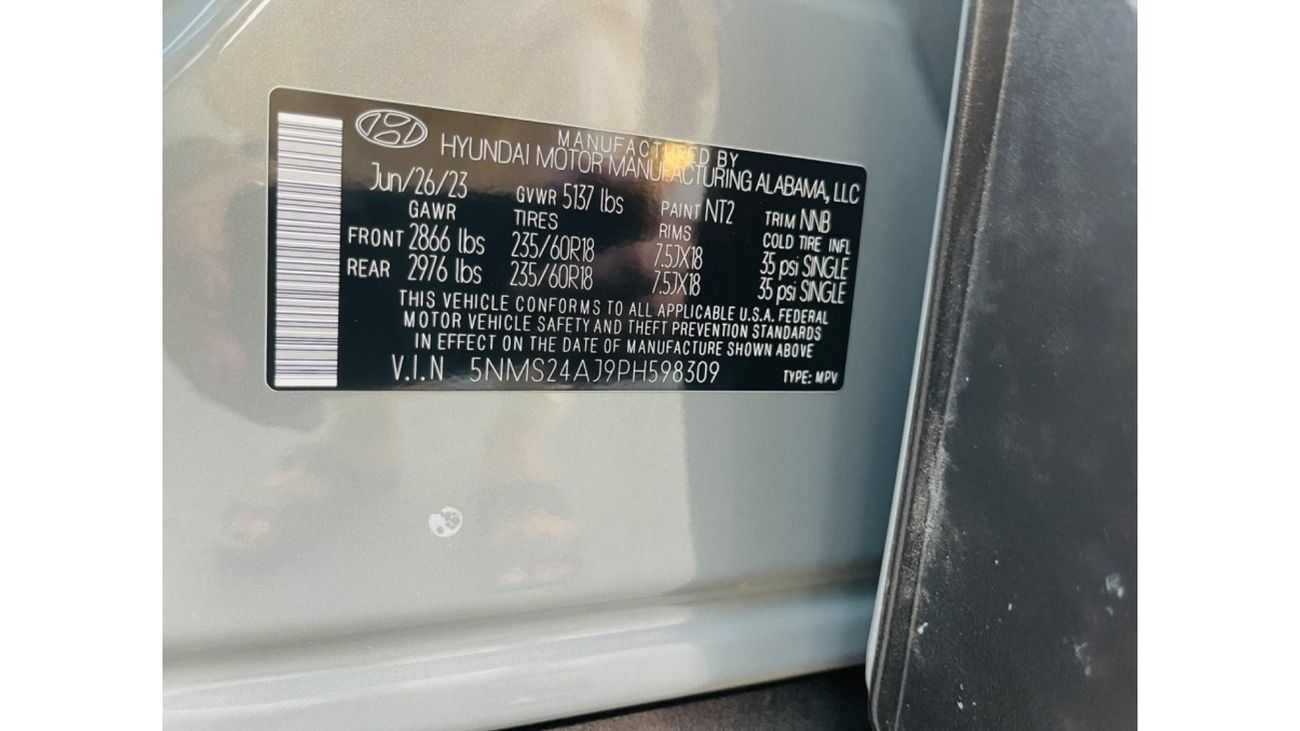 MANUFACTURED BY
HYUNDAI MOTOR MANUFACTURING ALABAMA, LLC
Jun/26/23 GVWR 5137 lbs PAINT NT2 TRIM NNB
GAWR TIRES RIMS COLD TIRE INFL
FRONT 2866 lbs 235/60R18 7.5JX18 35 psi SINGLE
REAR 2976 lbs 235/60R18 7.5JX18 35 psi SINGLE
THIS VEHICLE CONFORMS TO ALL APPLICABLE U.S.A. FEDERAL
MOTOR VEHICLE SAFETY AND THEFT PREVENTION STANDARDS
IN EFFECT ON THE DATE OF MANUFACTURE SHOWN ABOVE
V.I.N 5NMS24AJ9PH598309 TYPE: MPV